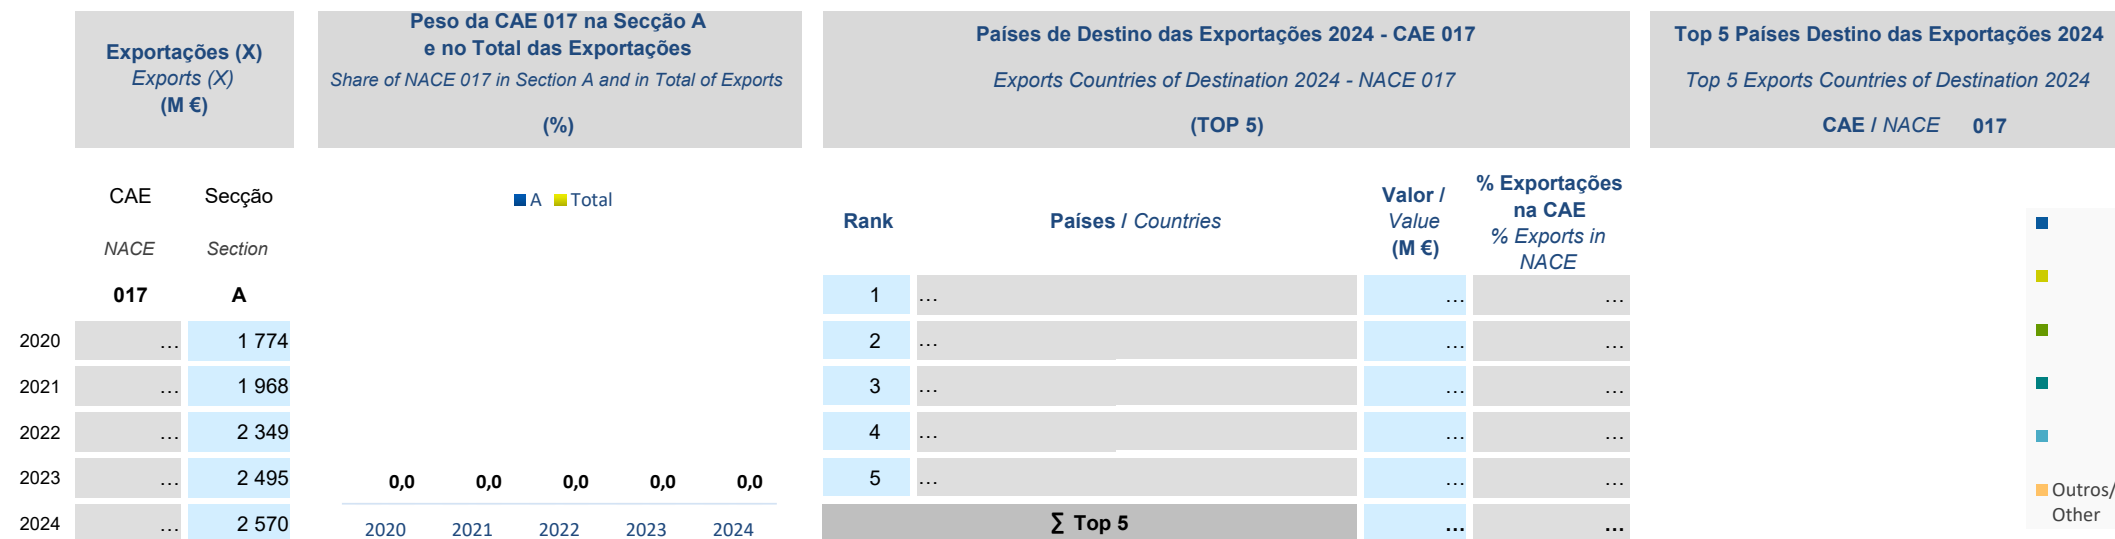 Exportações (X)
Exports (X)
(M €)
Peso da CAE 017 na Secção A
e no Total das Exportações
Share of NACE 017 in Section A and in Total of Exports
(%)
Países de Destino das Exportações 2024 - CAE 017
Exports Countries of Destination 2024 - NACE 017
(TOP 5)
Top 5 Países Destino das Exportações 2024
Top 5 Exports Countries of Destination 2024
CAE / NACE 017
CAE Secção
NACE Section
017 A
2020 … 1 774
2021 … 1 968
2022 … 2 349
2023 … 2 495
2024 … 2 570
A Total
0,0 0,0 0,0 0,0 0,0
2020 2021 2022 2023 2024
Rank
Países / Countries
Valor /
Value
(M €)
% Exportações
na CAE
% Exports in
NACE
1 … … …
2 … … …
3 … … …
4 … … …
5 … … …
∑ Top 5 … …
Outros/
Other